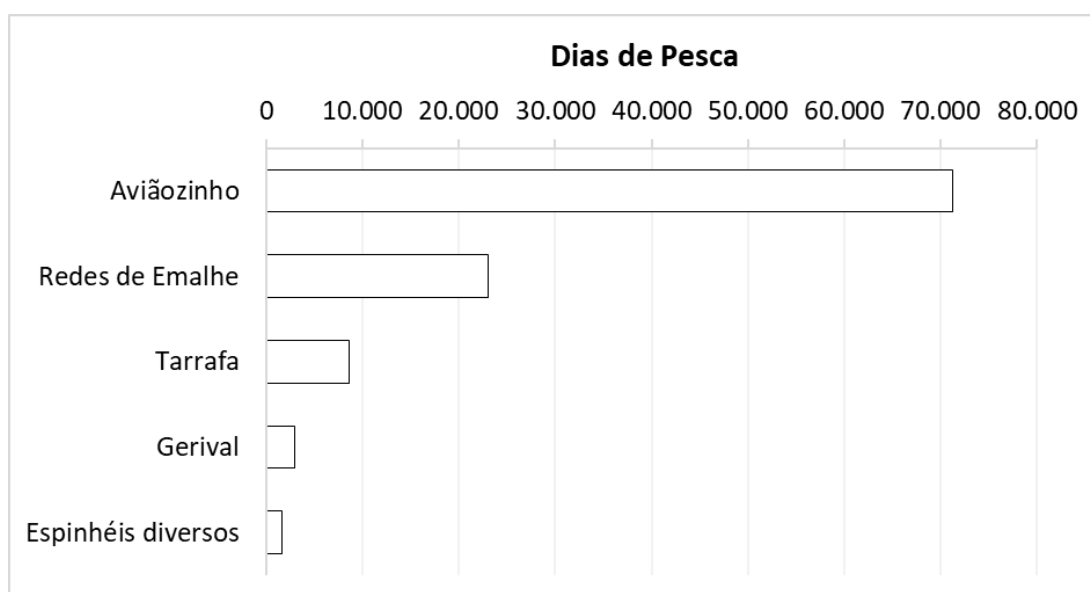 Dias de Pesca
0 10.000 20.000 30.000 40.000 50.000 60.000 70.000 80.000
Aviãozinho
Redes de Emalhe
Tarrafa
Gerival
Espinhéis diversos